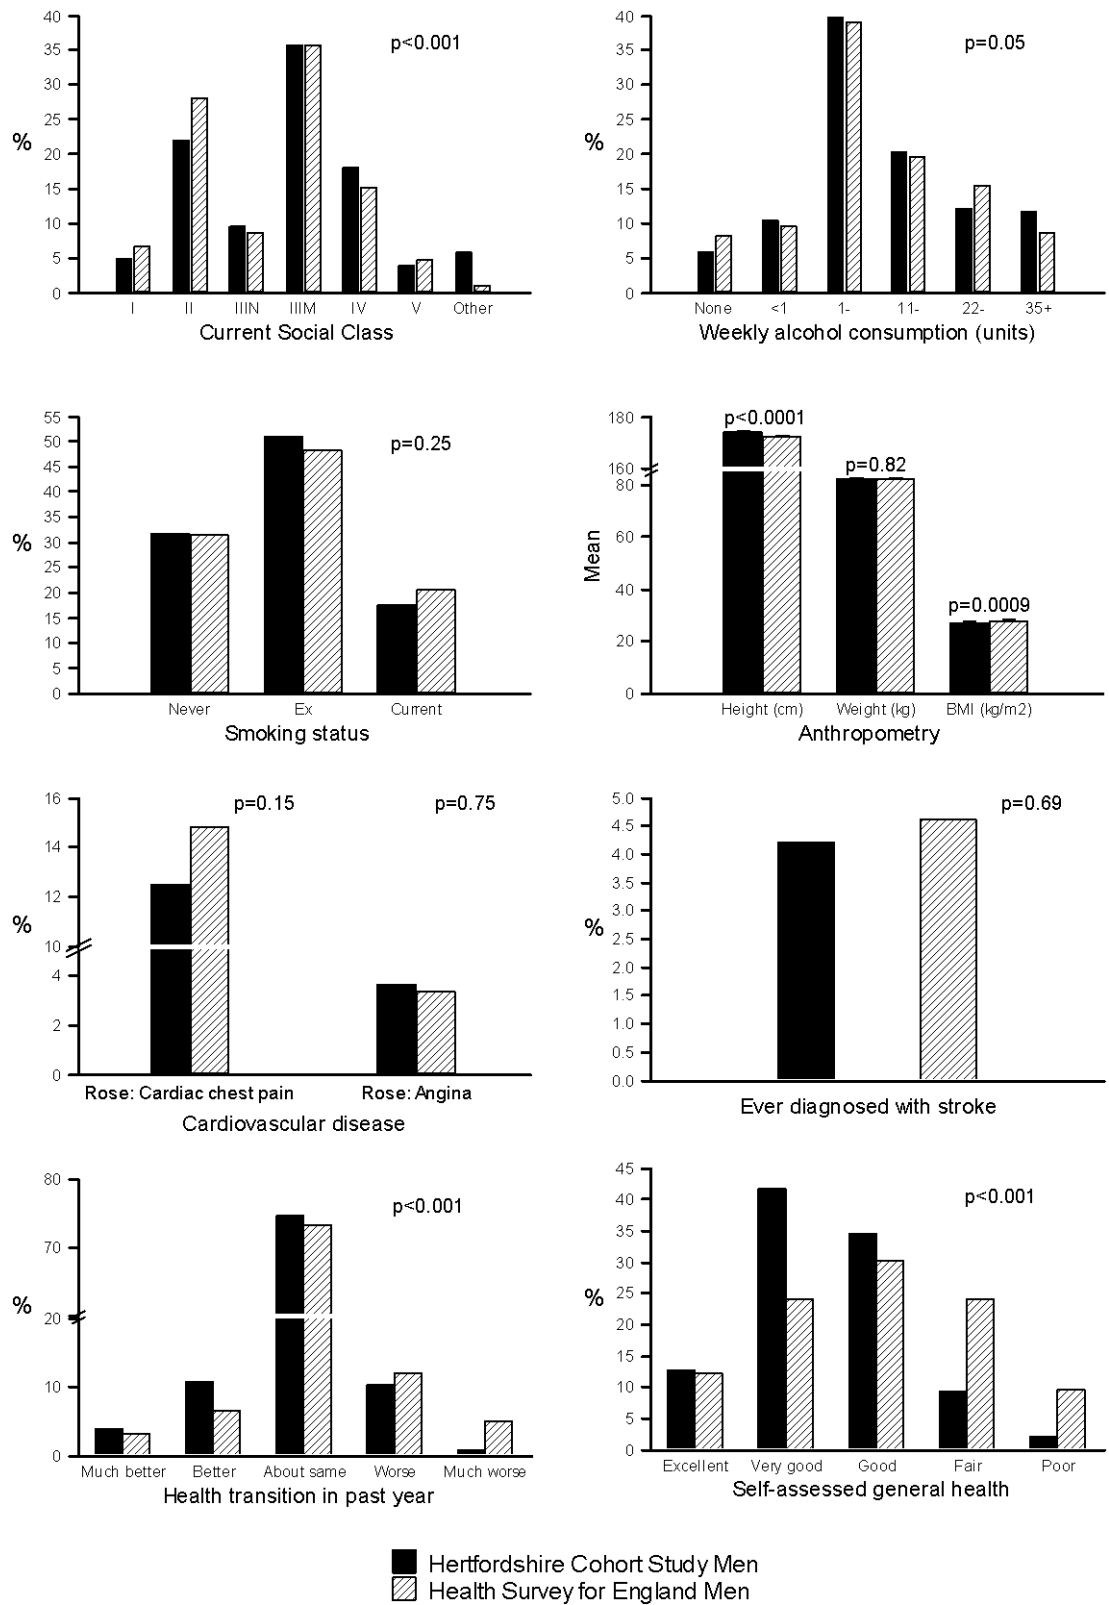 40
35
30
25
20
15
10
5
0
%
p<0.001
I II IIIN IIIM IV V Other
Current Social Class
40
35
30
25
20
15
10
5
0
%
p=0.05
None <1 1- 11- 22- 35+
Weekly alcohol consumption (units)
55
50
45
40
35
30
25
20
15
10
5
0
%
p=0.25
Never Ex Current
Smoking status
180
160
80
60
40
20
0
Mean
p<0.0001
p=0.82
p=0.0009
Height (cm) Weight (kg) BMI (kg/m2)
Anthropometry
16
14
12
10
4
2
0
%
p=0.15 p=0.75
Rose: Cardiac chest pain Rose: Angina
Cardiovascular disease
5.0
4.5
4.0
3.5
3.0
2.5
2.0
1.5
1.0
0.5
0.0
%
p=0.69
Ever diagnosed with stroke
80
70
20
10
0
%
p<0.001
Much better Better About same Worse Much worse
Health transition in past year
45
40
35
30
25
20
15
10
5
0
%
p<0.001
Excellent Very good Good Fair Poor
Self-assessed general health
Hertfordshire Cohort Study Men
Health Survey for England Men